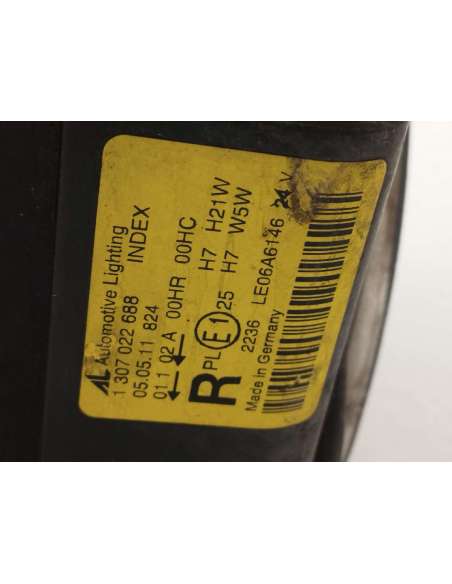 AL Automotive Lighting
1 307 022 688 INDEX
05.05.11 824
01.1 02 A 00HR 00HC
R PL E1 25 H7 H7 H21W W5W
2236 LE06A6146 24 V
Made in Germany